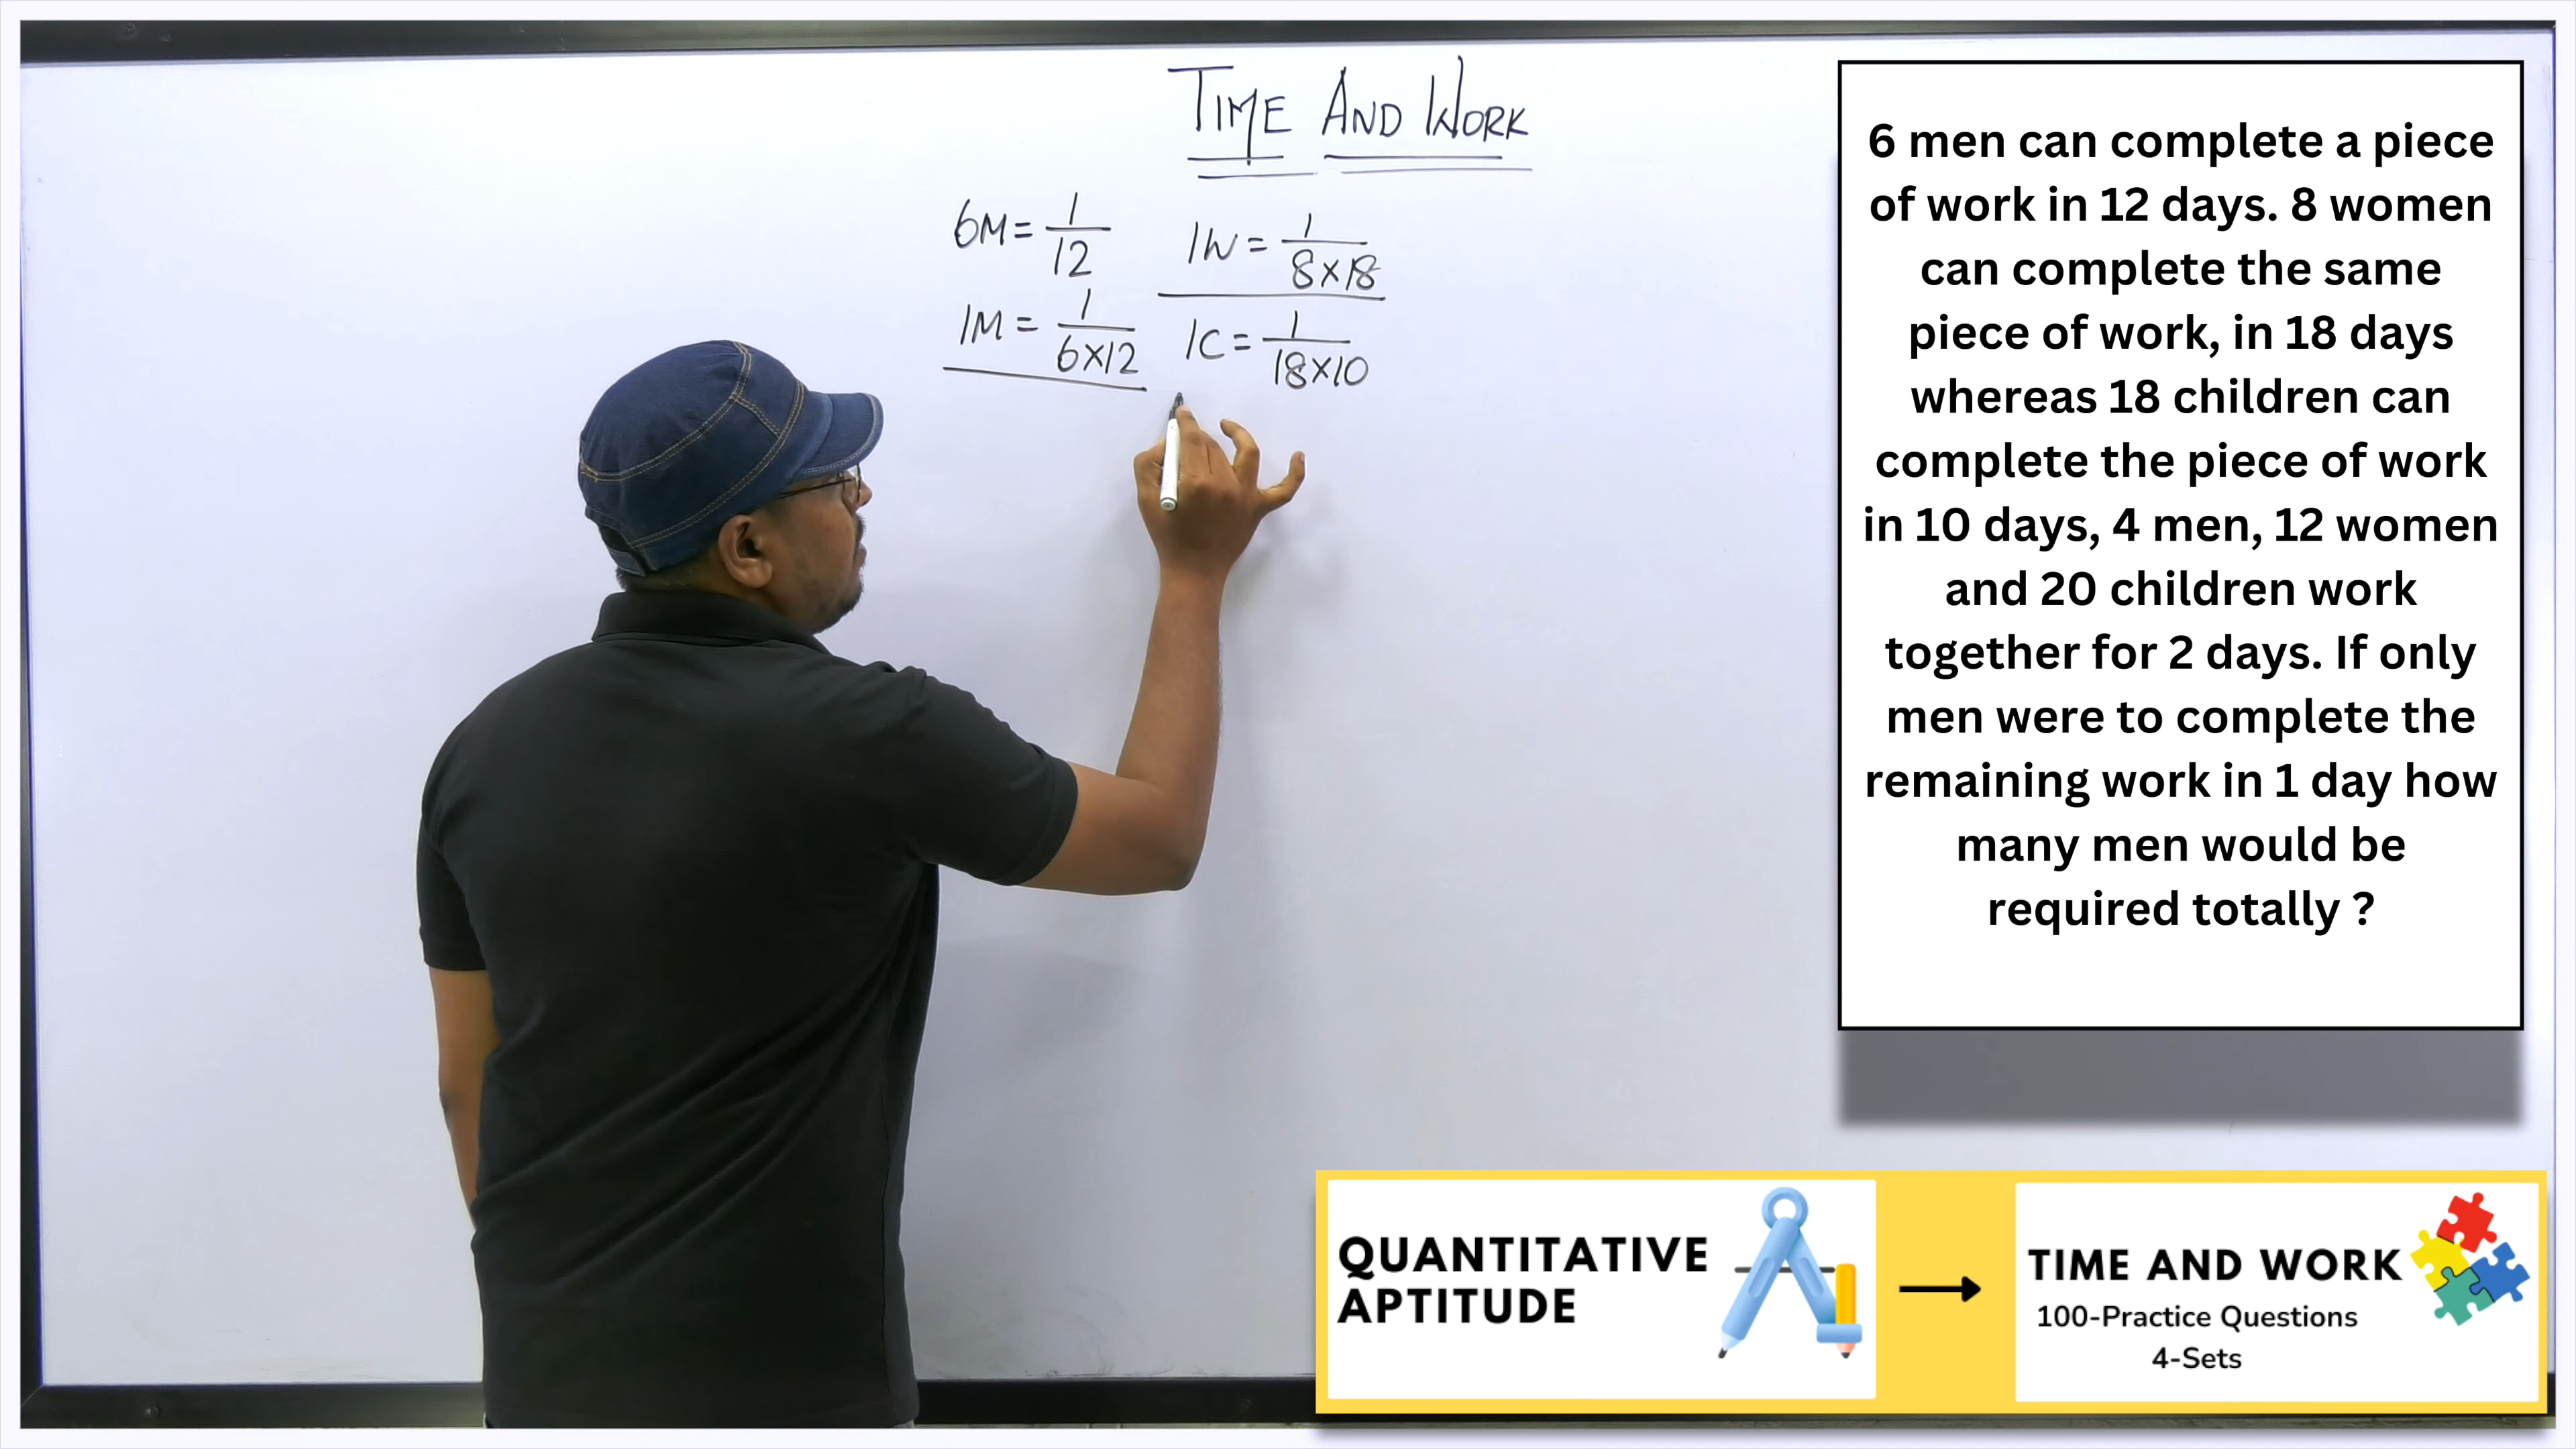 TIME AND WORK
6M = 1/12
1M = 1/6×12
1W = 1/8×18
1C = 1/18×10
6 men can complete a piece
of work in 12 days. 8 women
can complete the same
piece of work, in 18 days
whereas 18 children can
complete the piece of work
in 10 days, 4 men, 12 women
and 20 children work
together for 2 days. If only
men were to complete the
remaining work in 1 day how
many men would be
required totally ?
QUANTITATIVE
APTITUDE
TIME AND WORK
100-Practice Questions
4-Sets